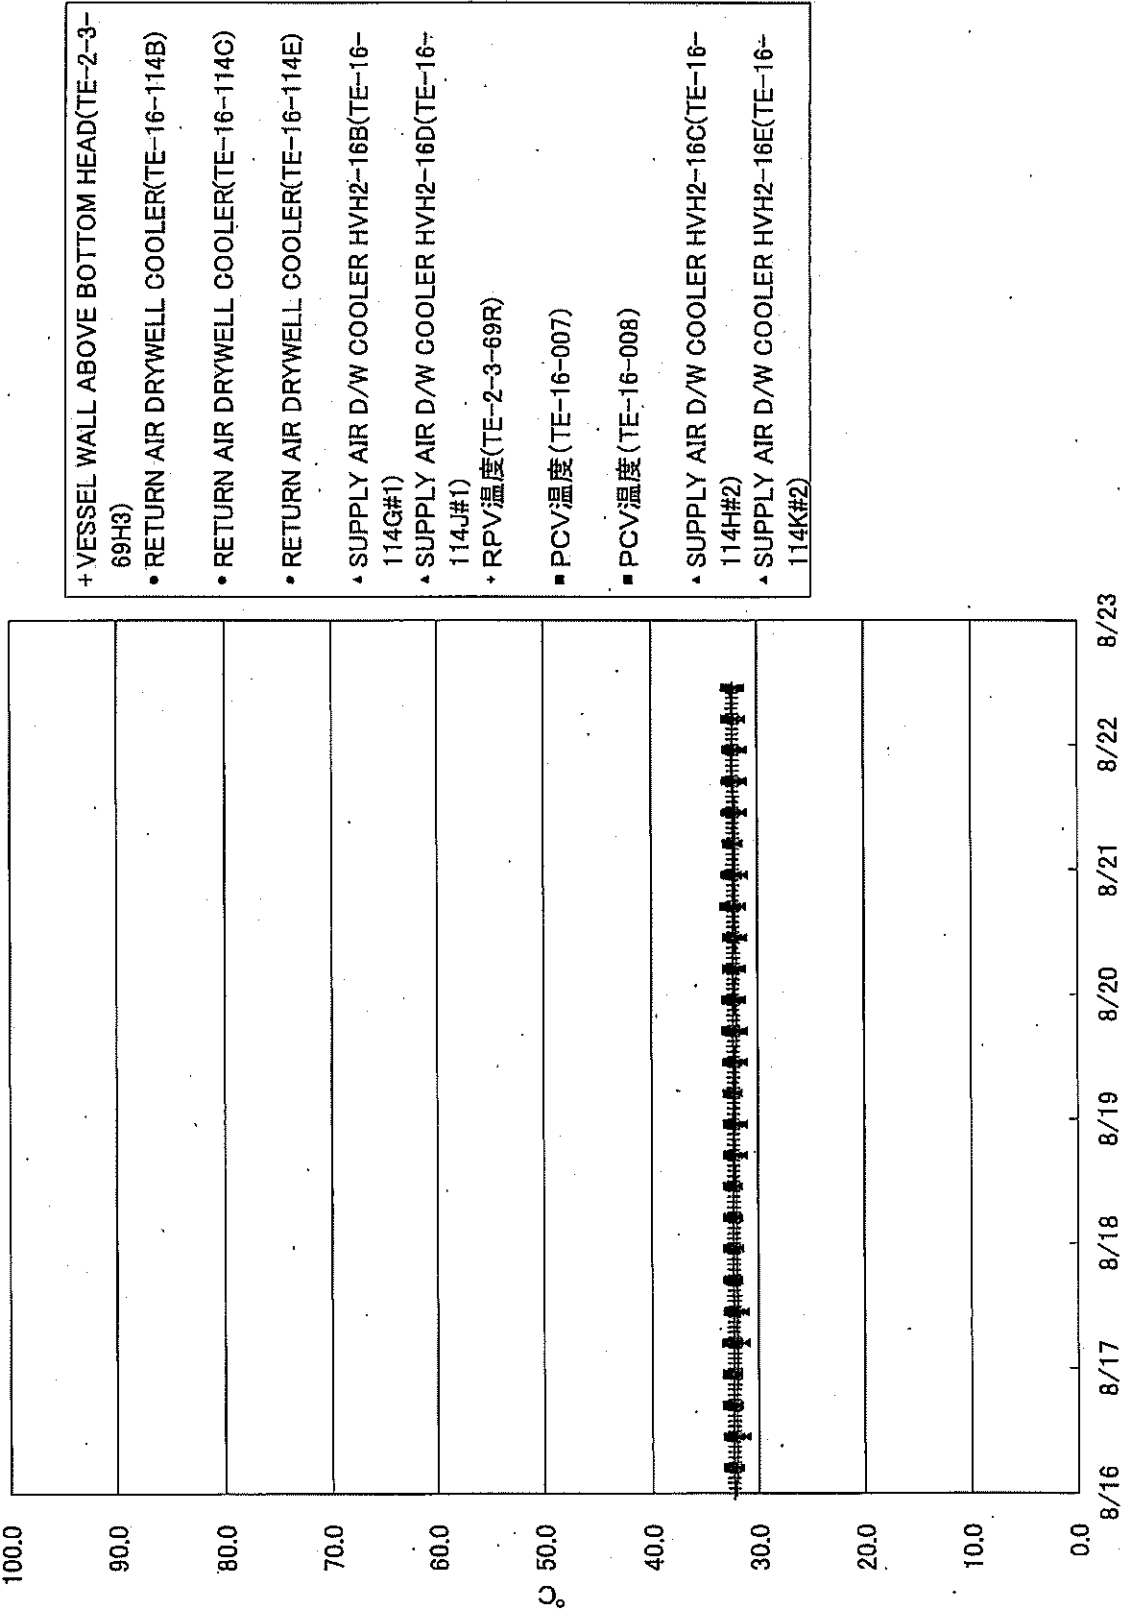 100.0
90.0
80.0
70.0
60.0
50.0
40.0
30.0
20.0
10.0
0.0
℃
8/16 8/17 8/18 8/19 8/20 8/21 8/22 8/23
+ VESSEL WALL ABOVE BOTTOM HEAD(TE-2-3-
69H3)
● RETURN AIR DRYWELL COOLER(TE-16-114B)
● RETURN AIR DRYWELL COOLER(TE-16-114C)
● RETURN AIR DRYWELL COOLER(TE-16-114E)
▲ SUPPLY AIR D/W COOLER HVH2-16B(TE-16-
114G#1)
▲ SUPPLY AIR D/W COOLER HVH2-16D(TE-16-
114J#1)
+ RPV温度(TE-2-3-69R)
■ PCV温度(TE-16-007)
■ PCV温度(TE-16-008)
▲ SUPPLY AIR D/W COOLER HVH2-16C(TE-16-
114H#2)
▲ SUPPLY AIR D/W COOLER HVH2-16E(TE-16-
114K#2)